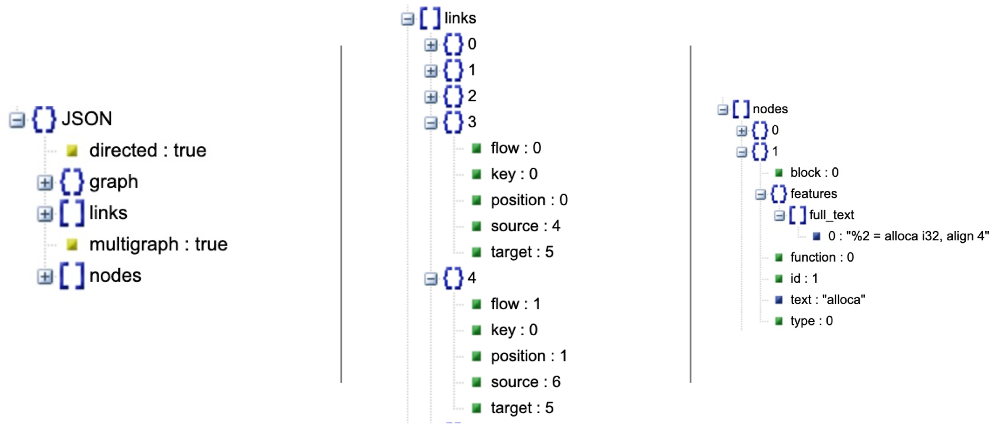 JSON
directed : true
graph
links
multigraph : true
nodes
links
0
1
2
3
flow : 0
key : 0
position : 0
source : 4
target : 5
4
flow : 1
key : 0
position : 1
source : 6
target : 5
nodes
0
1
block : 0
features
full_text
0 : "%2 = alloca i32, align 4"
function : 0
id : 1
text : "alloca"
type : 0